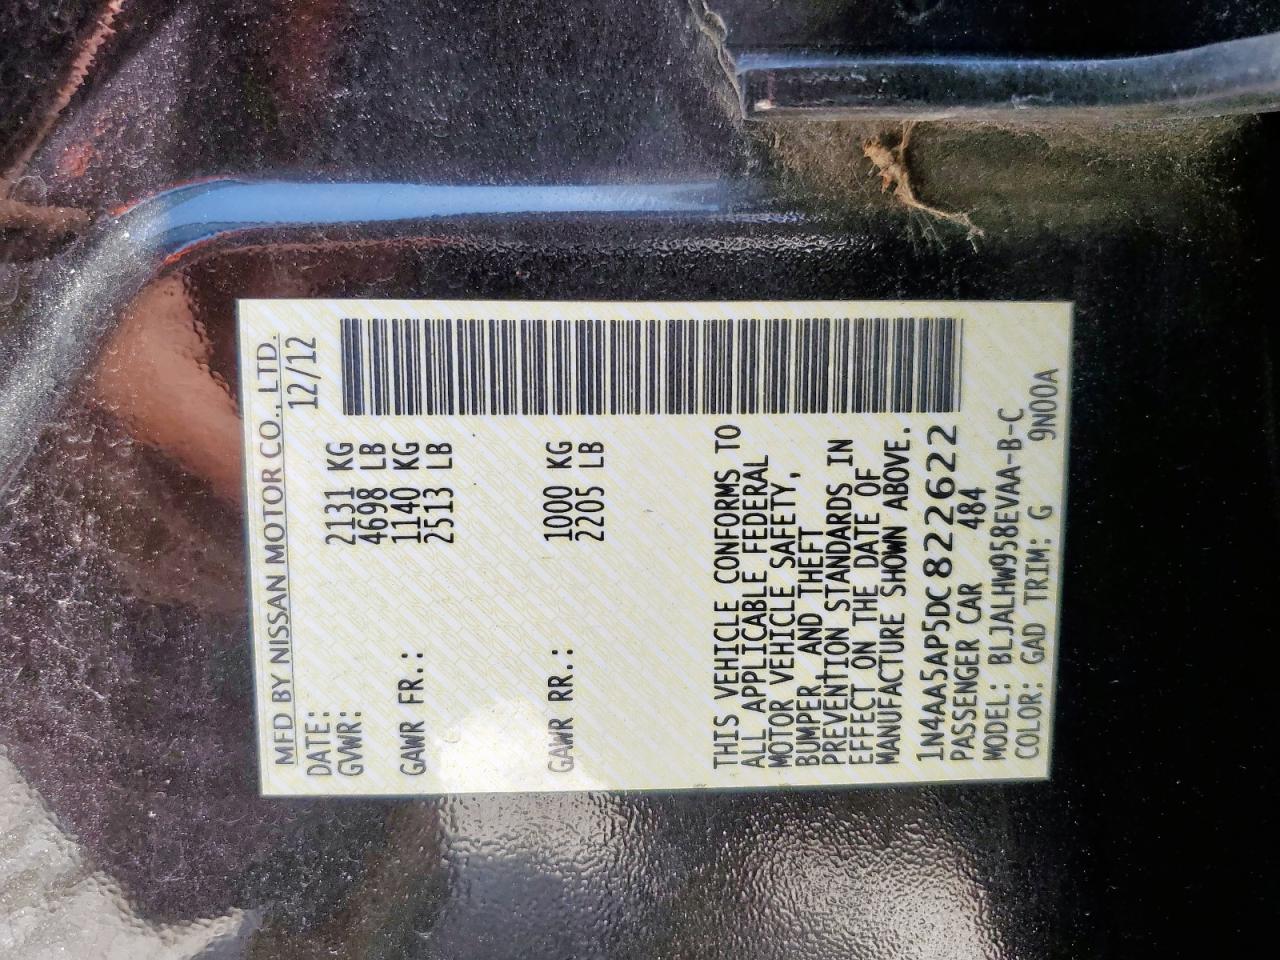 MFD BY NISSAN MOTOR CO., LTD.
DATE: 12/12
GVWR: 2131 KG
4698 LB
GAWR FR.: 1140 KG
2513 LB
GAWR RR.: 1000 KG
2205 LB
THIS VEHICLE CONFORMS TO
ALL APPLICABLE FEDERAL
MOTOR VEHICLE SAFETY,
BUMPER, AND THEFT
PREVENTION STANDARDS IN
EFFECT ON THE DATE OF
MANUFACTURE SHOWN ABOVE.
1N4AA5AP5DC822622
PASSENGER CAR 484
MODEL: BLJALHW958EVAA-B-C
COLOR: GAD TRIM: G 9N00A